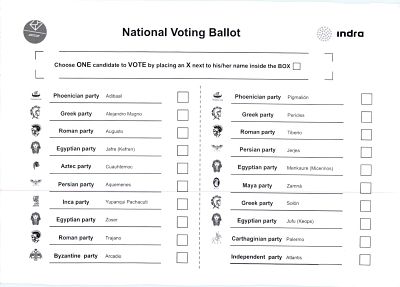 National Voting Ballot
indra
Choose ONE candidate to VOTE by placing an X next to his/her name inside the BOX
Phoenician party Adibaal
Greek party Alejandro Magno
Roman party Augusto
Egyptian party Jafra (Kefren)
Aztec party Cuauhtémoc
Persian party Aquemenes
Inca party Yupanqui Pachacuti
Egyptian party Zoser
Roman party Trajano
Byzantine party Arcadio
Phoenician party Pigmalión
Greek party Pericles
Roman party Tiberio
Persian party Jerjes
Egyptian party Menkaura (Micerinos)
Maya party Zamná
Greek party Solón
Egyptian party Jufu (Keops)
Carthaginian party Palermo
Independent party Atlantis